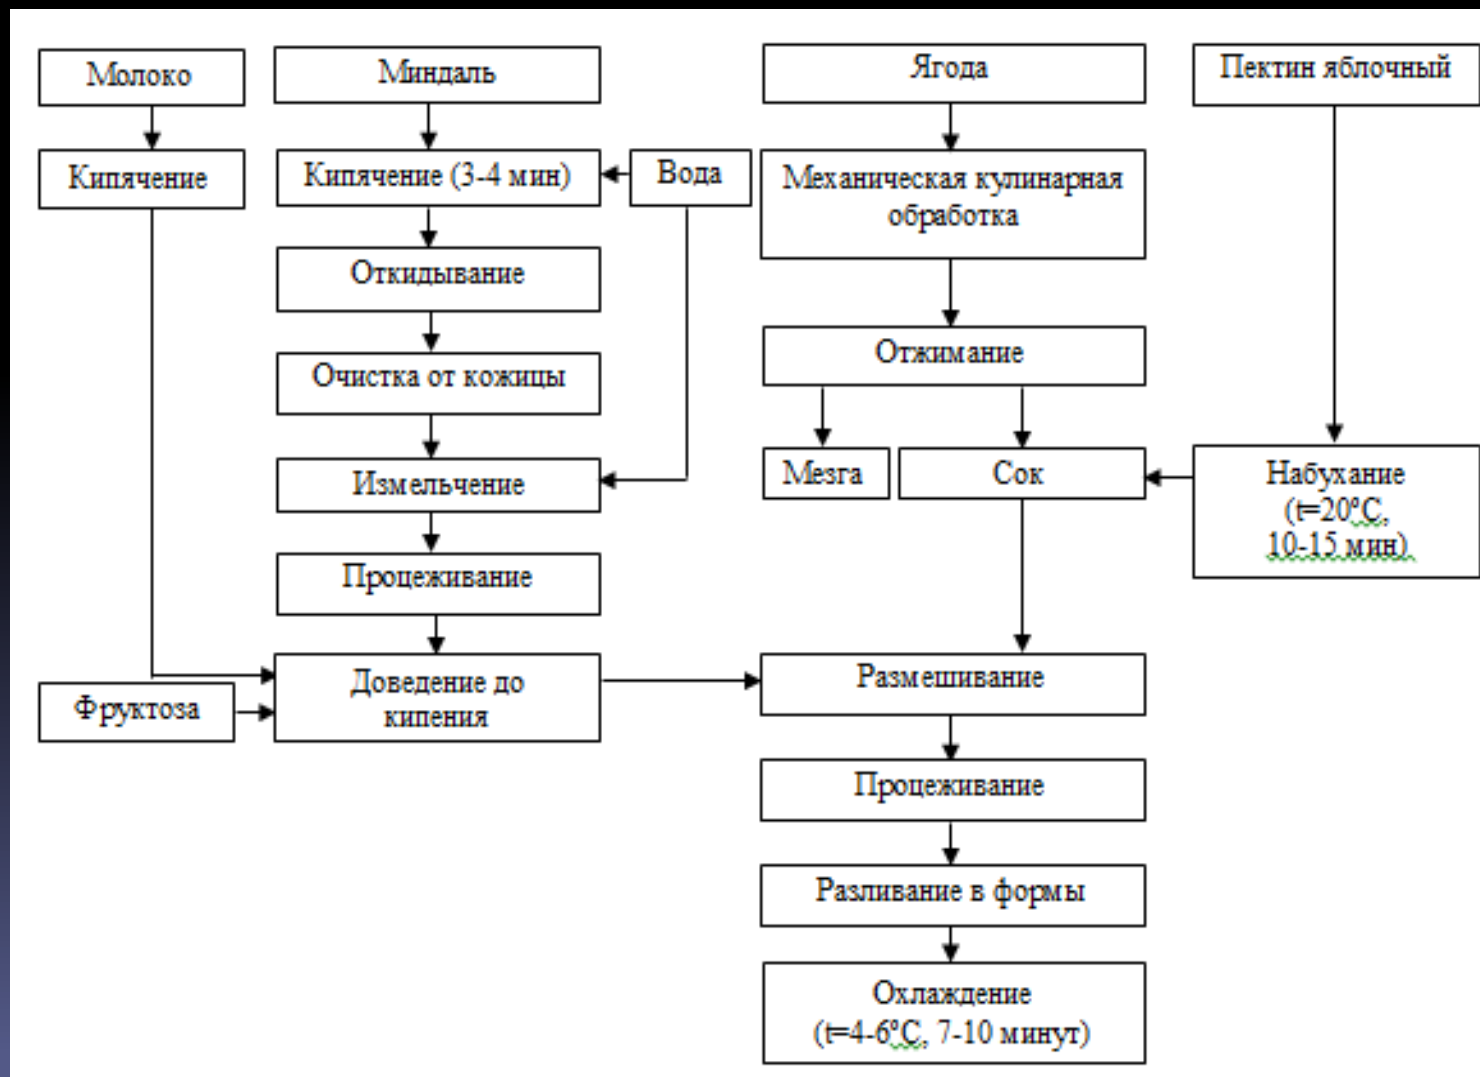 Молоко
Миндаль
Ягода
Пектин яблочный
Кипячение
Кипячение (3-4 мин)
Вода
Механическая кулинарная
обработка
Откидывание
Отжимание
Очистка от кожицы
Мезга
Сок
Набухание
(t=20ºС,
10-15 мин)
Измельчение
Процеживание
Фруктоза
Доведение до
кипения
Размешивание
Процеживание
Разливание в формы
Охлаждение
(t=4-6ºС, 7-10 минут)